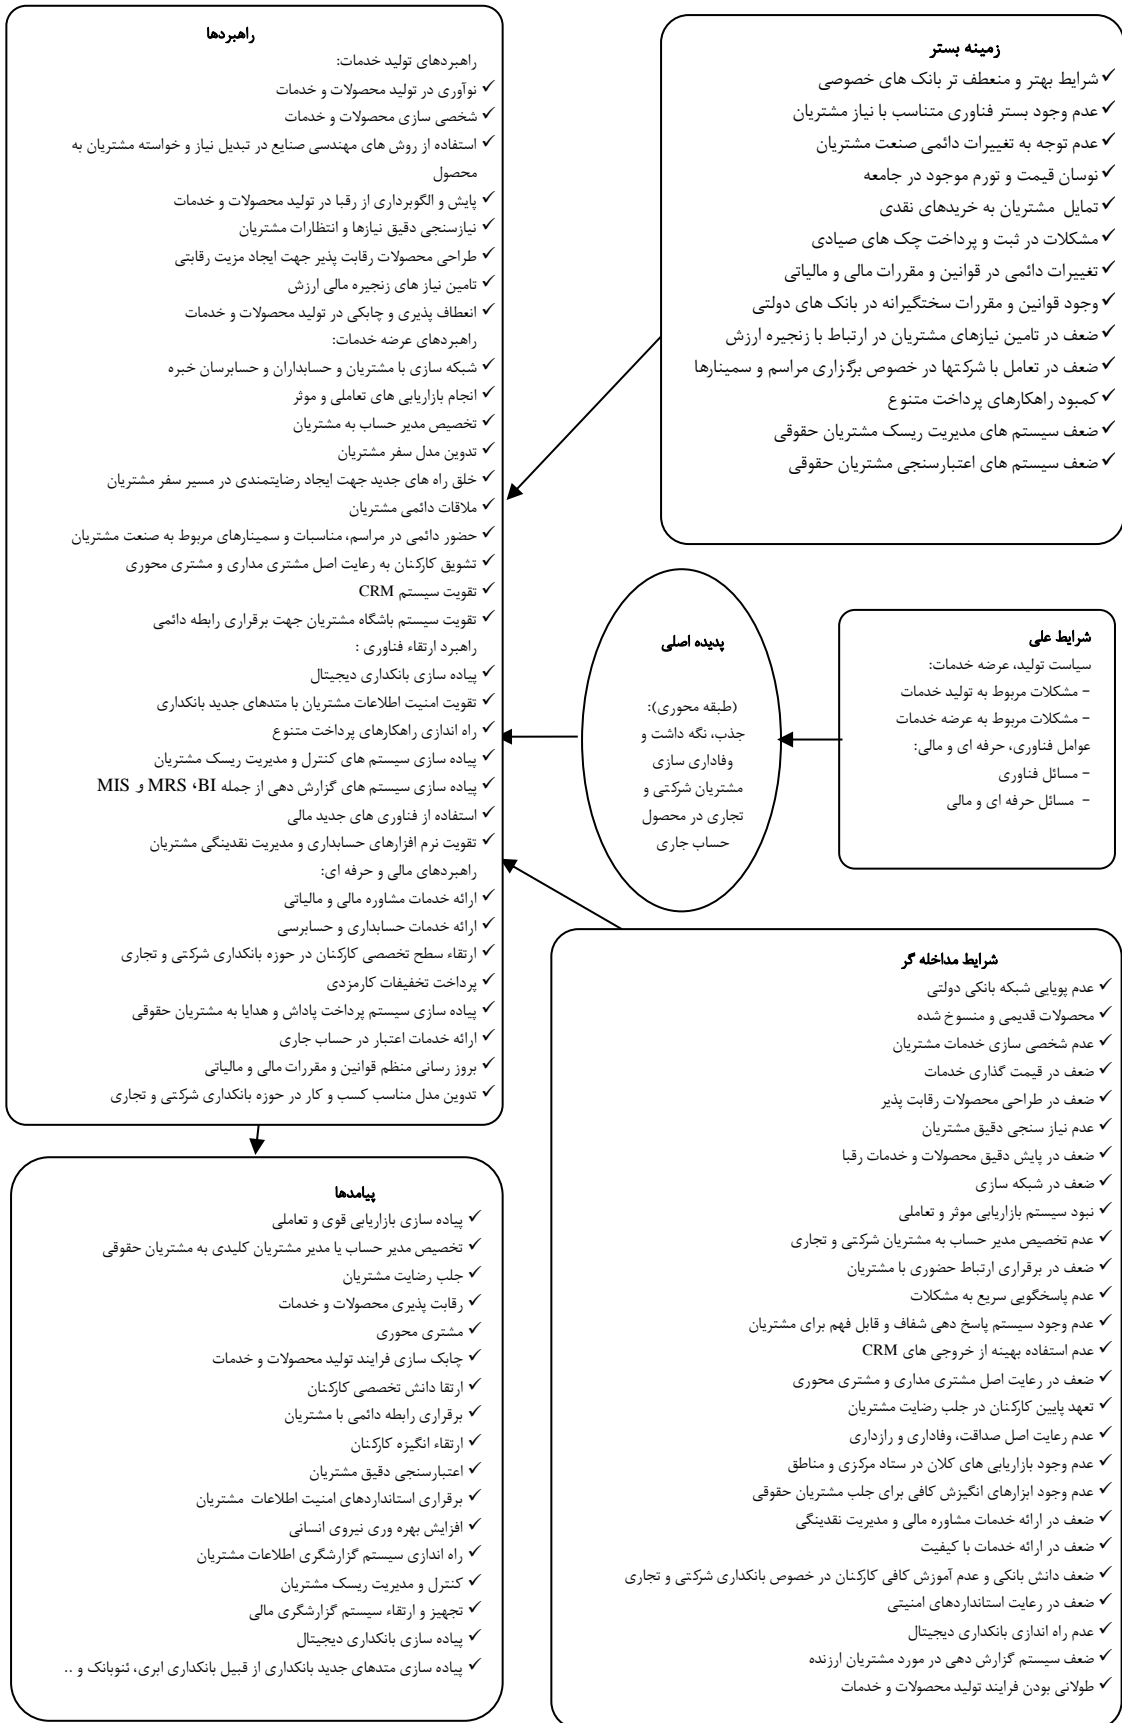 زمینه بستر
✓ شرایط بهتر و منعطف تر بانک های خصوصی
✓ عدم وجود بستر فناوری متناسب با نیاز مشتریان
✓ عدم توجه به تغییرات دائمی صنعت مشتریان
✓ نوسان قیمت و تورم موجود در جامعه
✓ تمایل مشتریان به خریدهای نقدی
✓ مشکلات در ثبت و پرداخت چک های صیادی
✓ تغییرات دائمی در قوانین و مقررات مالی و مالیاتی
✓ وجود قوانین و مقررات سختگیرانه در بانک های دولتی
✓ ضعف در تامین نیازهای مشتریان در ارتباط با زنجیره ارزش
✓ ضعف در تعامل با شرکتها در خصوص برگزاری مراسم و سمینارها
✓ کمبود راهکارهای پرداخت متنوع
✓ ضعف سیستم های مدیریت ریسک مشتریان حقوقی
✓ ضعف سیستم های اعتبارسنجی مشتریان حقوقی
راهبردها
راهبردهای تولید خدمات:
✓ نوآوری در تولید محصولات و خدمات
✓ شخصی سازی محصولات و خدمات
✓ استفاده از روش های مهندسی صنایع در تبدیل نیاز و خواسته مشتریان به
محصول
✓ پایش و الگوبرداری از رقبا در تولید محصولات و خدمات
✓ نیازسنجی دقیق نیازها و انتظارات مشتریان
✓ طراحی محصولات رقابت پذیر جهت ایجاد مزیت رقابتی
✓ تامین نیاز های زنجیره مالی ارزش
✓ انعطاف پذیری و چابکی در تولید محصولات و خدمات
راهبردهای عرضه خدمات:
✓ شبکه سازی با مشتریان و حسابداران و حسابرسان خبره
✓ انجام بازاریابی های تعاملی و موثر
✓ تخصیص مدیر حساب به مشتریان
✓ تدوین مدل سفر مشتریان
✓ خلق راه های جدید جهت ایجاد رضایتمندی در مسیر سفر مشتریان
✓ ملاقات دائمی مشتریان
✓ حضور دائمی در مراسم، مناسبات و سمینارهای مربوط به صنعت مشتریان
✓ تشویق کارکنان به رعایت اصل مشتری مداری و مشتری محوری
✓ تقویت سیستم CRM
✓ تقویت سیستم باشگاه مشتریان جهت برقراری رابطه دائمی
راهبرد ارتقاء فناوری :
✓ پیاده سازی بانکداری دیجیتال
✓ تقویت امنیت اطلاعات مشتریان با متدهای جدید بانکداری
✓ راه اندازی راهکارهای پرداخت متنوع
✓ پیاده سازی سیستم های کنترل و مدیریت ریسک مشتریان
✓ پیاده سازی سیستم های گزارش دهی از جمله BI، MRS و MIS
✓ استفاده از فناوری های جدید مالی
✓ تقویت نرم افزارهای حسابداری و مدیریت نقدینگی مشتریان
راهبردهای مالی و حرفه ای:
✓ ارائه خدمات مشاوره مالی و مالیاتی
✓ ارائه خدمات حسابداری و حسابرسی
✓ ارتقاء سطح تخصصی کارکنان در حوزه بانکداری شرکتی و تجاری
✓ پرداخت تخفیفات کارمزدی
✓ پیاده سازی سیستم پرداخت پاداش و هدایا به مشتریان حقوقی
✓ ارائه خدمات اعتبار در حساب جاری
✓ بروز رسانی منظم قوانین و مقررات مالی و مالیاتی
✓ تدوین مدل مناسب کسب و کار در حوزه بانکداری شرکتی و تجاری
شرایط علی
سیاست تولید، عرضه خدمات:
- مشکلات مربوط به تولید خدمات
- مشکلات مربوط به عرضه خدمات
عوامل فناوری، حرفه ای و مالی:
- مسائل فناوری
- مسائل حرفه ای و مالی
پدیده اصلی
(طبقه محوری):
جذب، نگه داشت و
وفاداری سازی
مشتریان شرکتی و
تجاری در محصول
حساب جاری
شرایط مداخله گر
✓ عدم پویایی شبکه بانکی دولتی
✓ محصولات قدیمی و منسوخ شده
✓ عدم شخصی سازی خدمات مشتریان
✓ ضعف در قیمت گذاری خدمات
✓ ضعف در طراحی محصولات رقابت پذیر
✓ عدم نیاز سنجی دقیق مشتریان
✓ ضعف در پایش دقیق محصولات و خدمات رقبا
✓ ضعف در شبکه سازی
✓ نبود سیستم بازاریابی موثر و تعاملی
✓ عدم تخصیص مدیر حساب به مشتریان شرکتی و تجاری
✓ ضعف در برقراری ارتباط حضوری با مشتریان
✓ عدم پاسخگویی سریع به مشکلات
✓ عدم وجود سیستم پاسخ دهی شفاف و قابل فهم برای مشتریان
✓ عدم استفاده بهینه از خروجی های CRM
✓ ضعف در رعایت اصل مشتری مداری و مشتری محوری
✓ تعهد پایین کارکنان در جلب رضایت مشتریان
✓ عدم رعایت اصل صداقت، وفاداری و رازداری
✓ عدم وجود بازاریابی های کلان در ستاد مرکزی و مناطق
✓ عدم وجود ابزارهای انگیزش کافی برای جلب مشتریان حقوقی
✓ ضعف در ارائه خدمات مشاوره مالی و مدیریت نقدینگی
✓ ضعف در ارائه خدمات با کیفیت
✓ ضعف دانش بانکی و عدم آموزش کافی کارکنان در خصوص بانکداری شرکتی و تجاری
✓ ضعف در رعایت استانداردهای امنیتی
✓ عدم راه اندازی بانکداری دیجیتال
✓ ضعف سیستم گزارش دهی در مورد مشتریان ارزنده
✓ طولانی بودن فرایند تولید محصولات و خدمات
پیامدها
✓ پیاده سازی بازاریابی قوی و تعاملی
✓ تخصیص مدیر حساب یا مدیر مشتریان کلیدی به مشتریان حقوقی
✓ جلب رضایت مشتریان
✓ رقابت پذیری محصولات و خدمات
✓ مشتری محوری
✓ چابک سازی فرایند تولید محصولات و خدمات
✓ ارتقا دانش تخصصی کارکنان
✓ برقراری رابطه دائمی با مشتریان
✓ ارتقاء انگیزه کارکنان
✓ اعتبارسنجی دقیق مشتریان
✓ برقراری استانداردهای امنیت اطلاعات مشتریان
✓ افزایش بهره وری نیروی انسانی
✓ راه اندازی سیستم گزارشگری اطلاعات مشتریان
✓ کنترل و مدیریت ریسک مشتریان
✓ تجهیز و ارتقاء سیستم گزارشگری مالی
✓ پیاده سازی بانکداری دیجیتال
✓ پیاده سازی متدهای جدید بانکداری از قبیل بانکداری ابری، ئنوبانک و ..